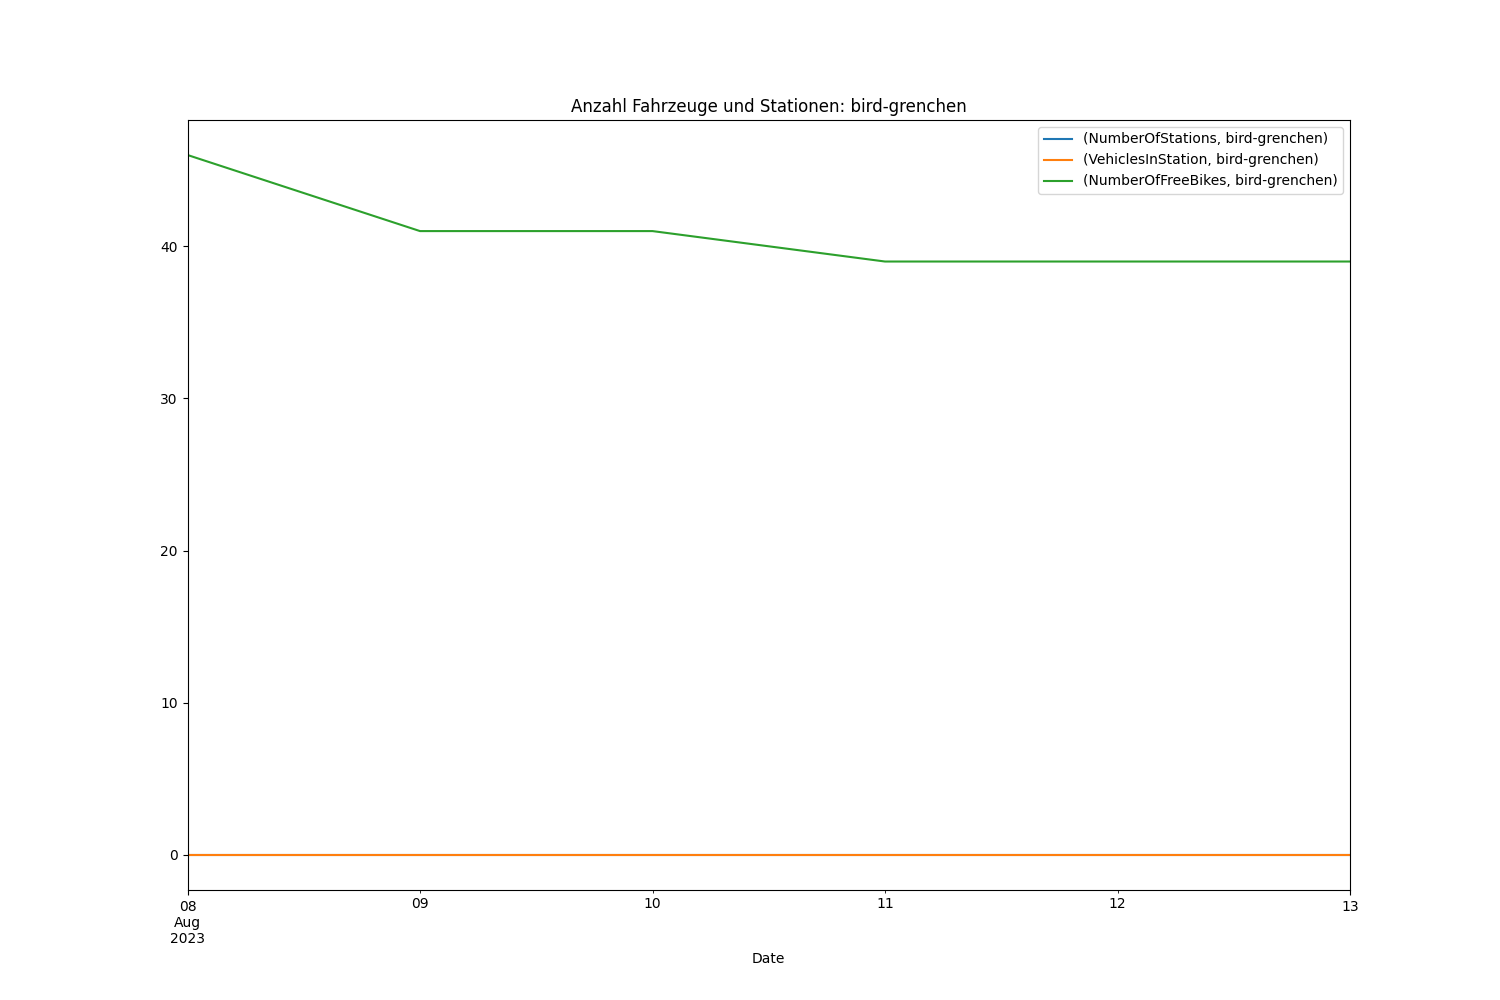 Anzahl Fahrzeuge und Stationen: bird-grenchen
(NumberOfStations, bird-grenchen)
(VehiclesInStation, bird-grenchen)
(NumberOfFreeBikes, bird-grenchen)
40
30
20
10
0
08 09 10 11 12 13
Aug
2023
Date